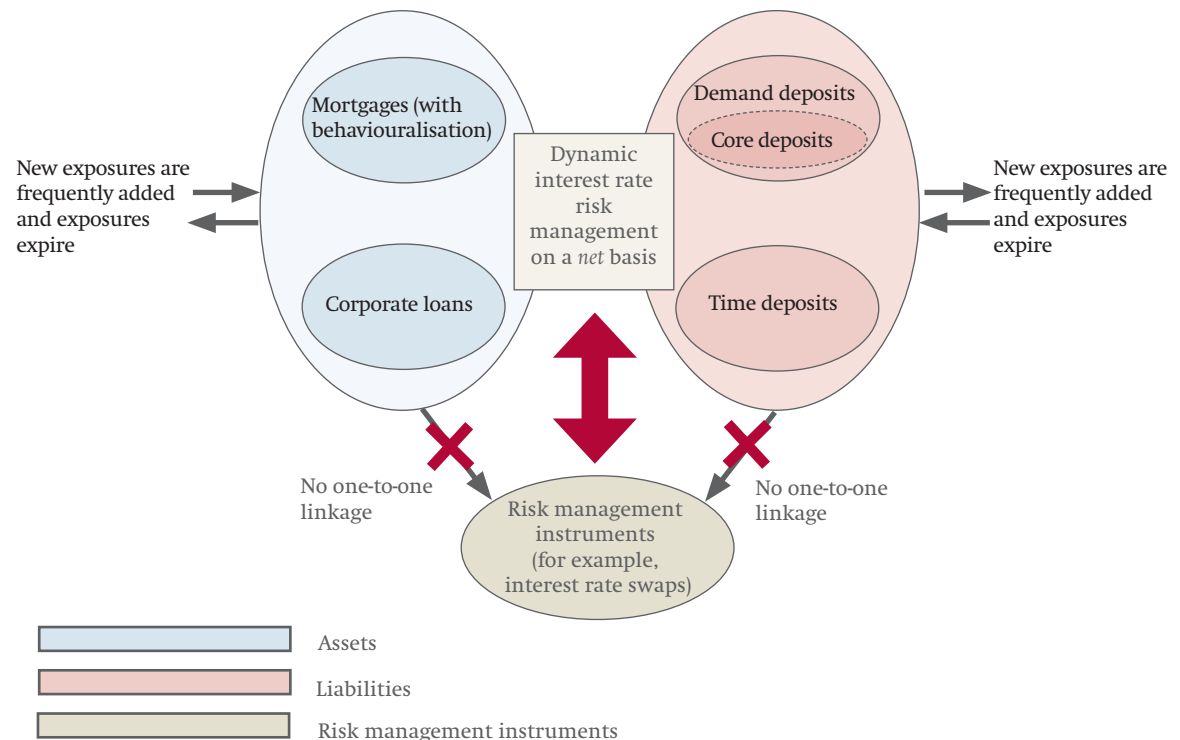 Mortgages (with
behaviouralisation)
Demand deposits
Core deposits
Dynamic
interest rate
risk
management
on a net basis
New exposures are
frequently added
and exposures
expire
New exposures are
frequently added
and exposures
expire
Corporate loans
Time deposits
No one-to-one
linkage
No one-to-one
linkage
Risk management
instruments
(for example,
interest rate swaps)
Assets
Liabilities
Risk management instruments